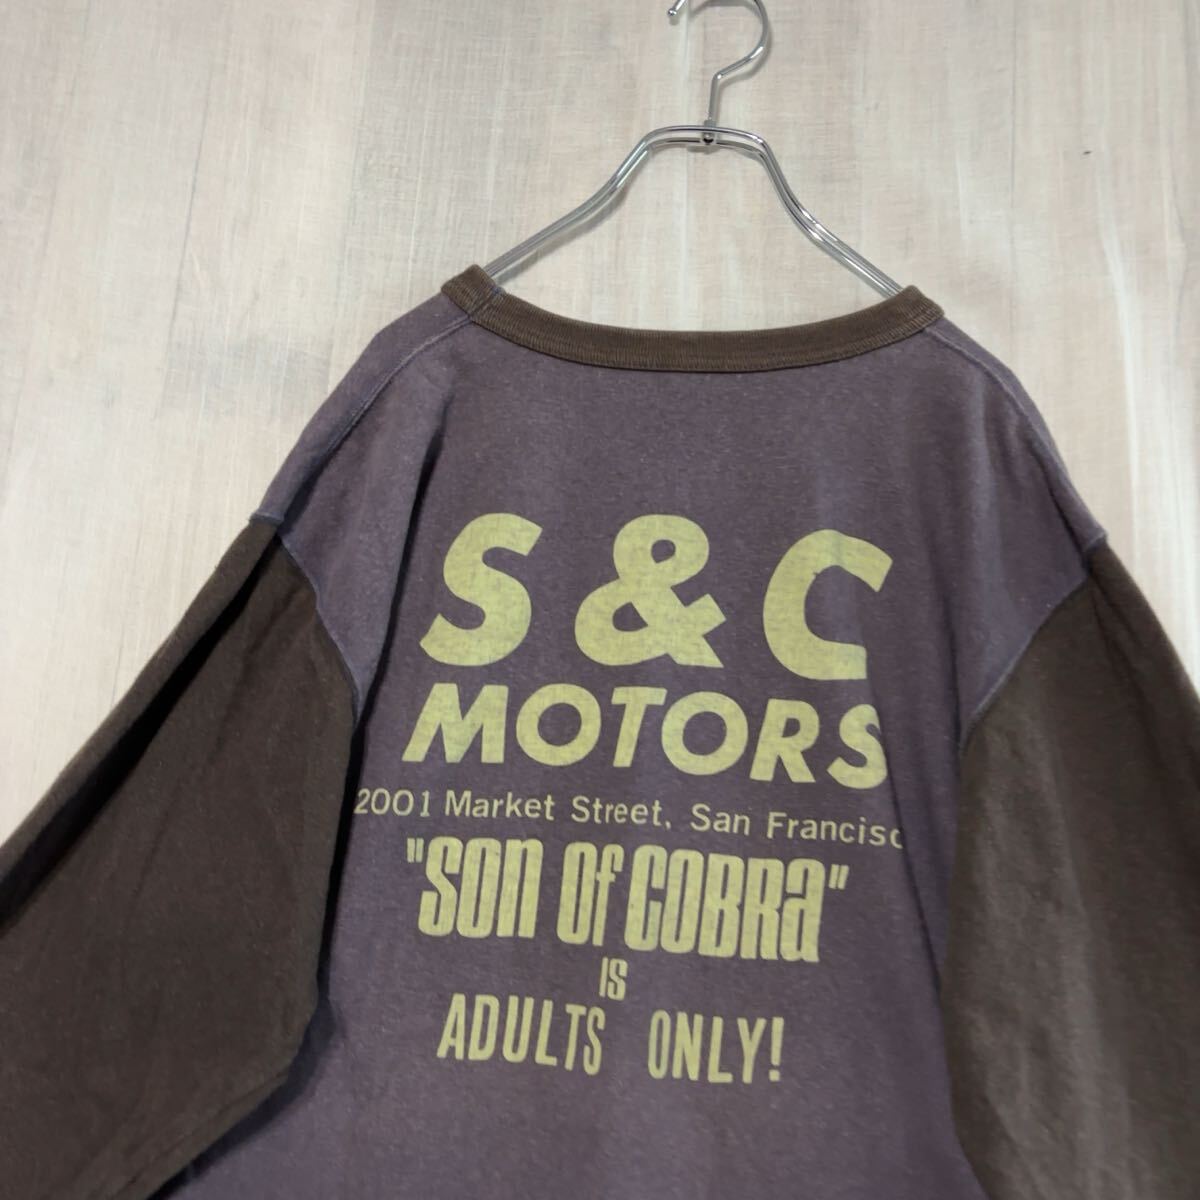 S & C
MOTORS
2001 Market Street, San Francisc
"SON OF COBRA"
IS
ADULTS ONLY!